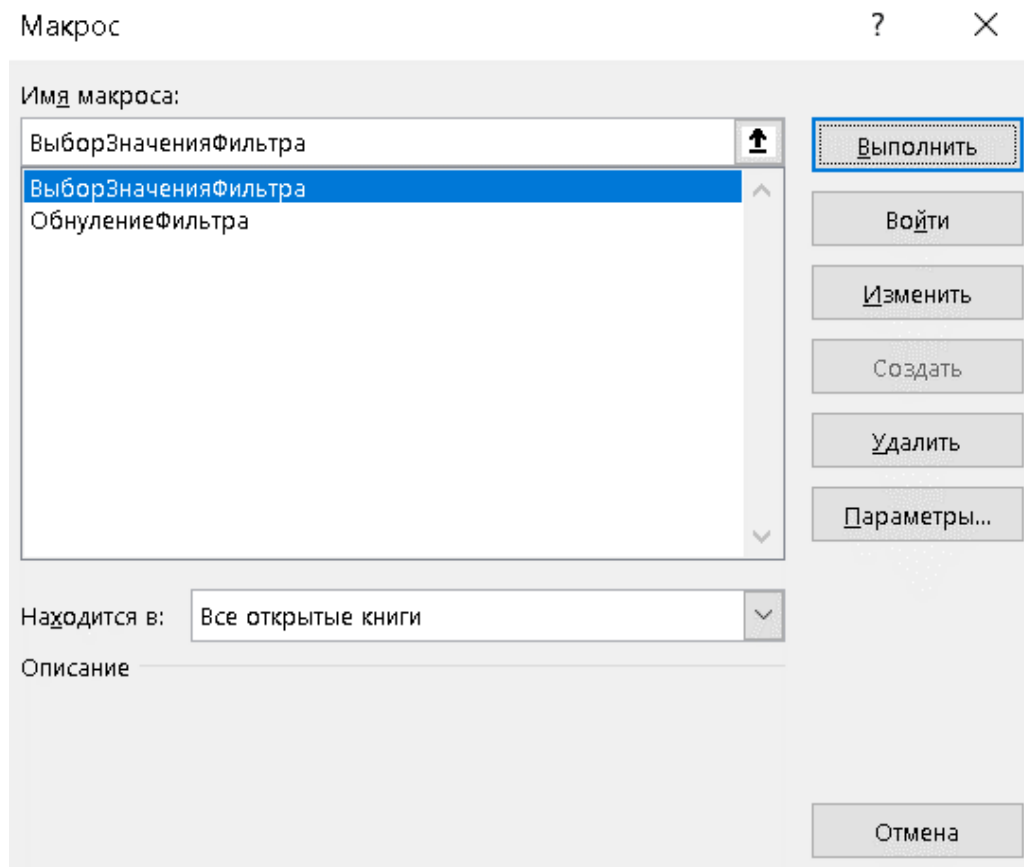 Макрос
?
Имя макроса:
ВыборЗначенияФильтра
Выполнить
ВыборЗначенияФильтра
ОбнулениеФильтра
Войти
Изменить
Создать
Удалить
Параметры...
Находится в:
Все открытые книги
Описание
Отмена